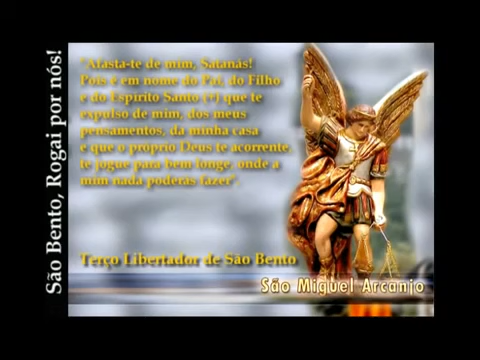 São Bento, Rogai por nós!
"Afasta-te de mim, Satanás!
Pois é em nome do Pai, do Filho
e do Espírito Santo (†) que te
expulso de mim, dos meus
pensamentos, da minha casa
e que o próprio Deus te acorrente,
te jogue para bem longe, onde a
mim nada poderás fazer".
Terço Libertador de São Bento
São Miguel Arcanjo